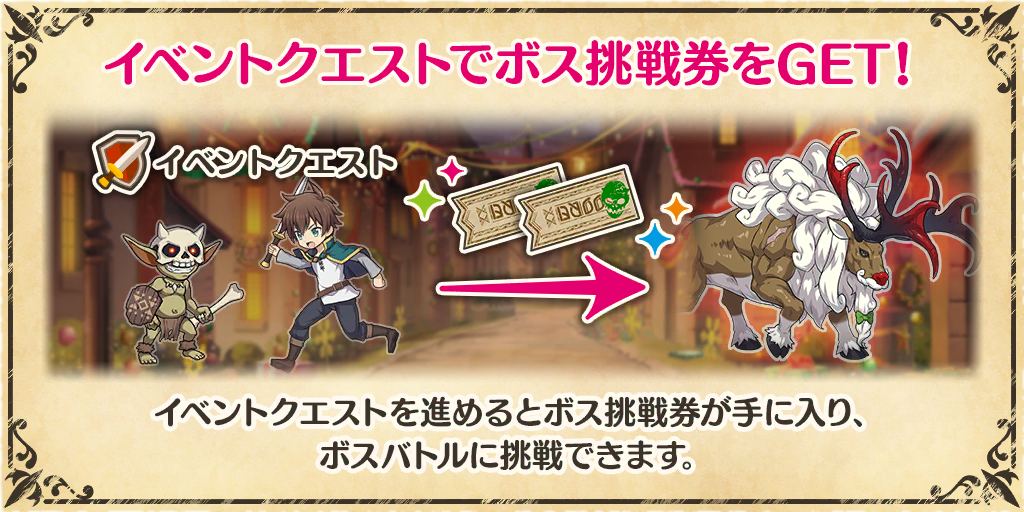 イベントクエストでボス挑戦券をGET!
イベントクエスト
イベントクエストを進めるとボス挑戦券が手に入り、
ボスバトルに挑戦できます。